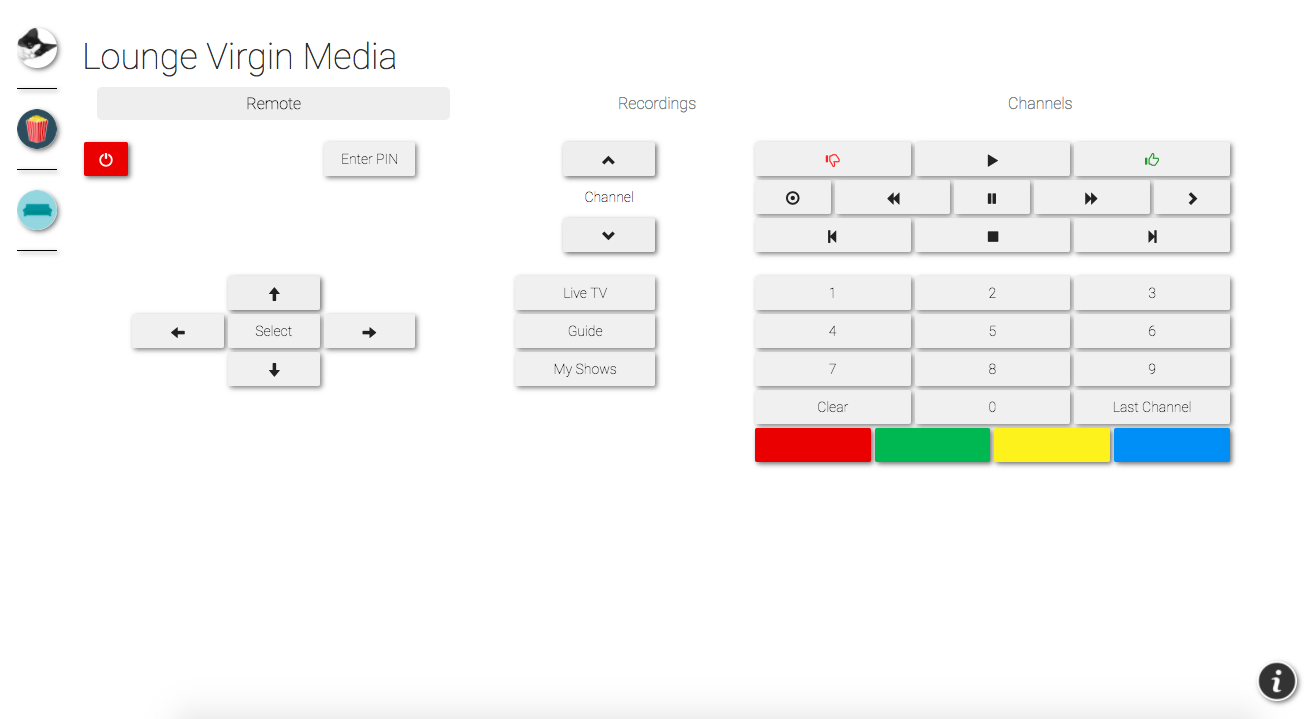 Lounge Virgin Media
Remote Recordings Channels
Enter PIN
Channel
Live TV
Guide
My Shows
Select
1 2 3
4 5 6
7 8 9
Clear 0 Last Channel
i